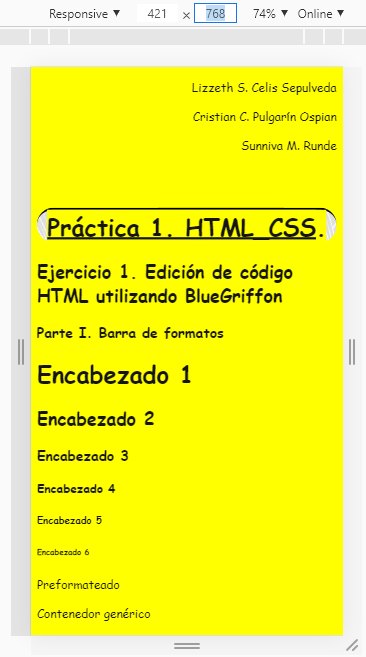 Responsive ▼ 421 × 768 74% ▼ Online ▼
Lizzeth S. Celis Sepulveda
Cristian C. Pulgarín Ospian
Sunniva M. Runde
Práctica 1. HTML_CSS.
Ejercicio 1. Edición de código
HTML utilizando BlueGriffon
Parte I. Barra de formatos
Encabezado 1
Encabezado 2
Encabezado 3
Encabezado 4
Encabezado 5
Encabezado 6
Preformateado
Contenedor genérico